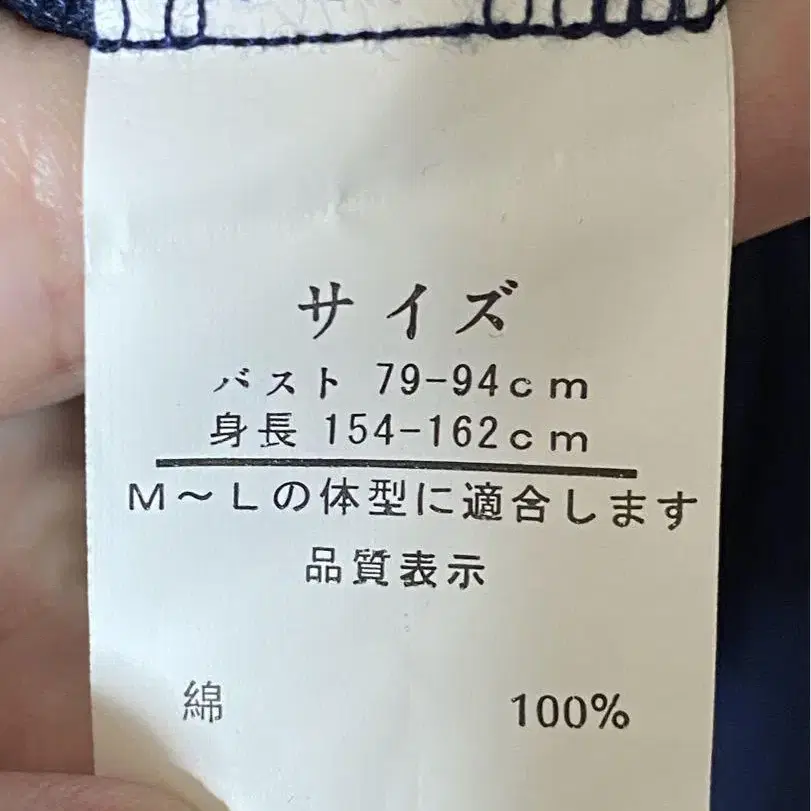 サイズ
バスト 79-94cm
身長 154-162cm
M～Lの体型に適合します
品質表示
綿 100%